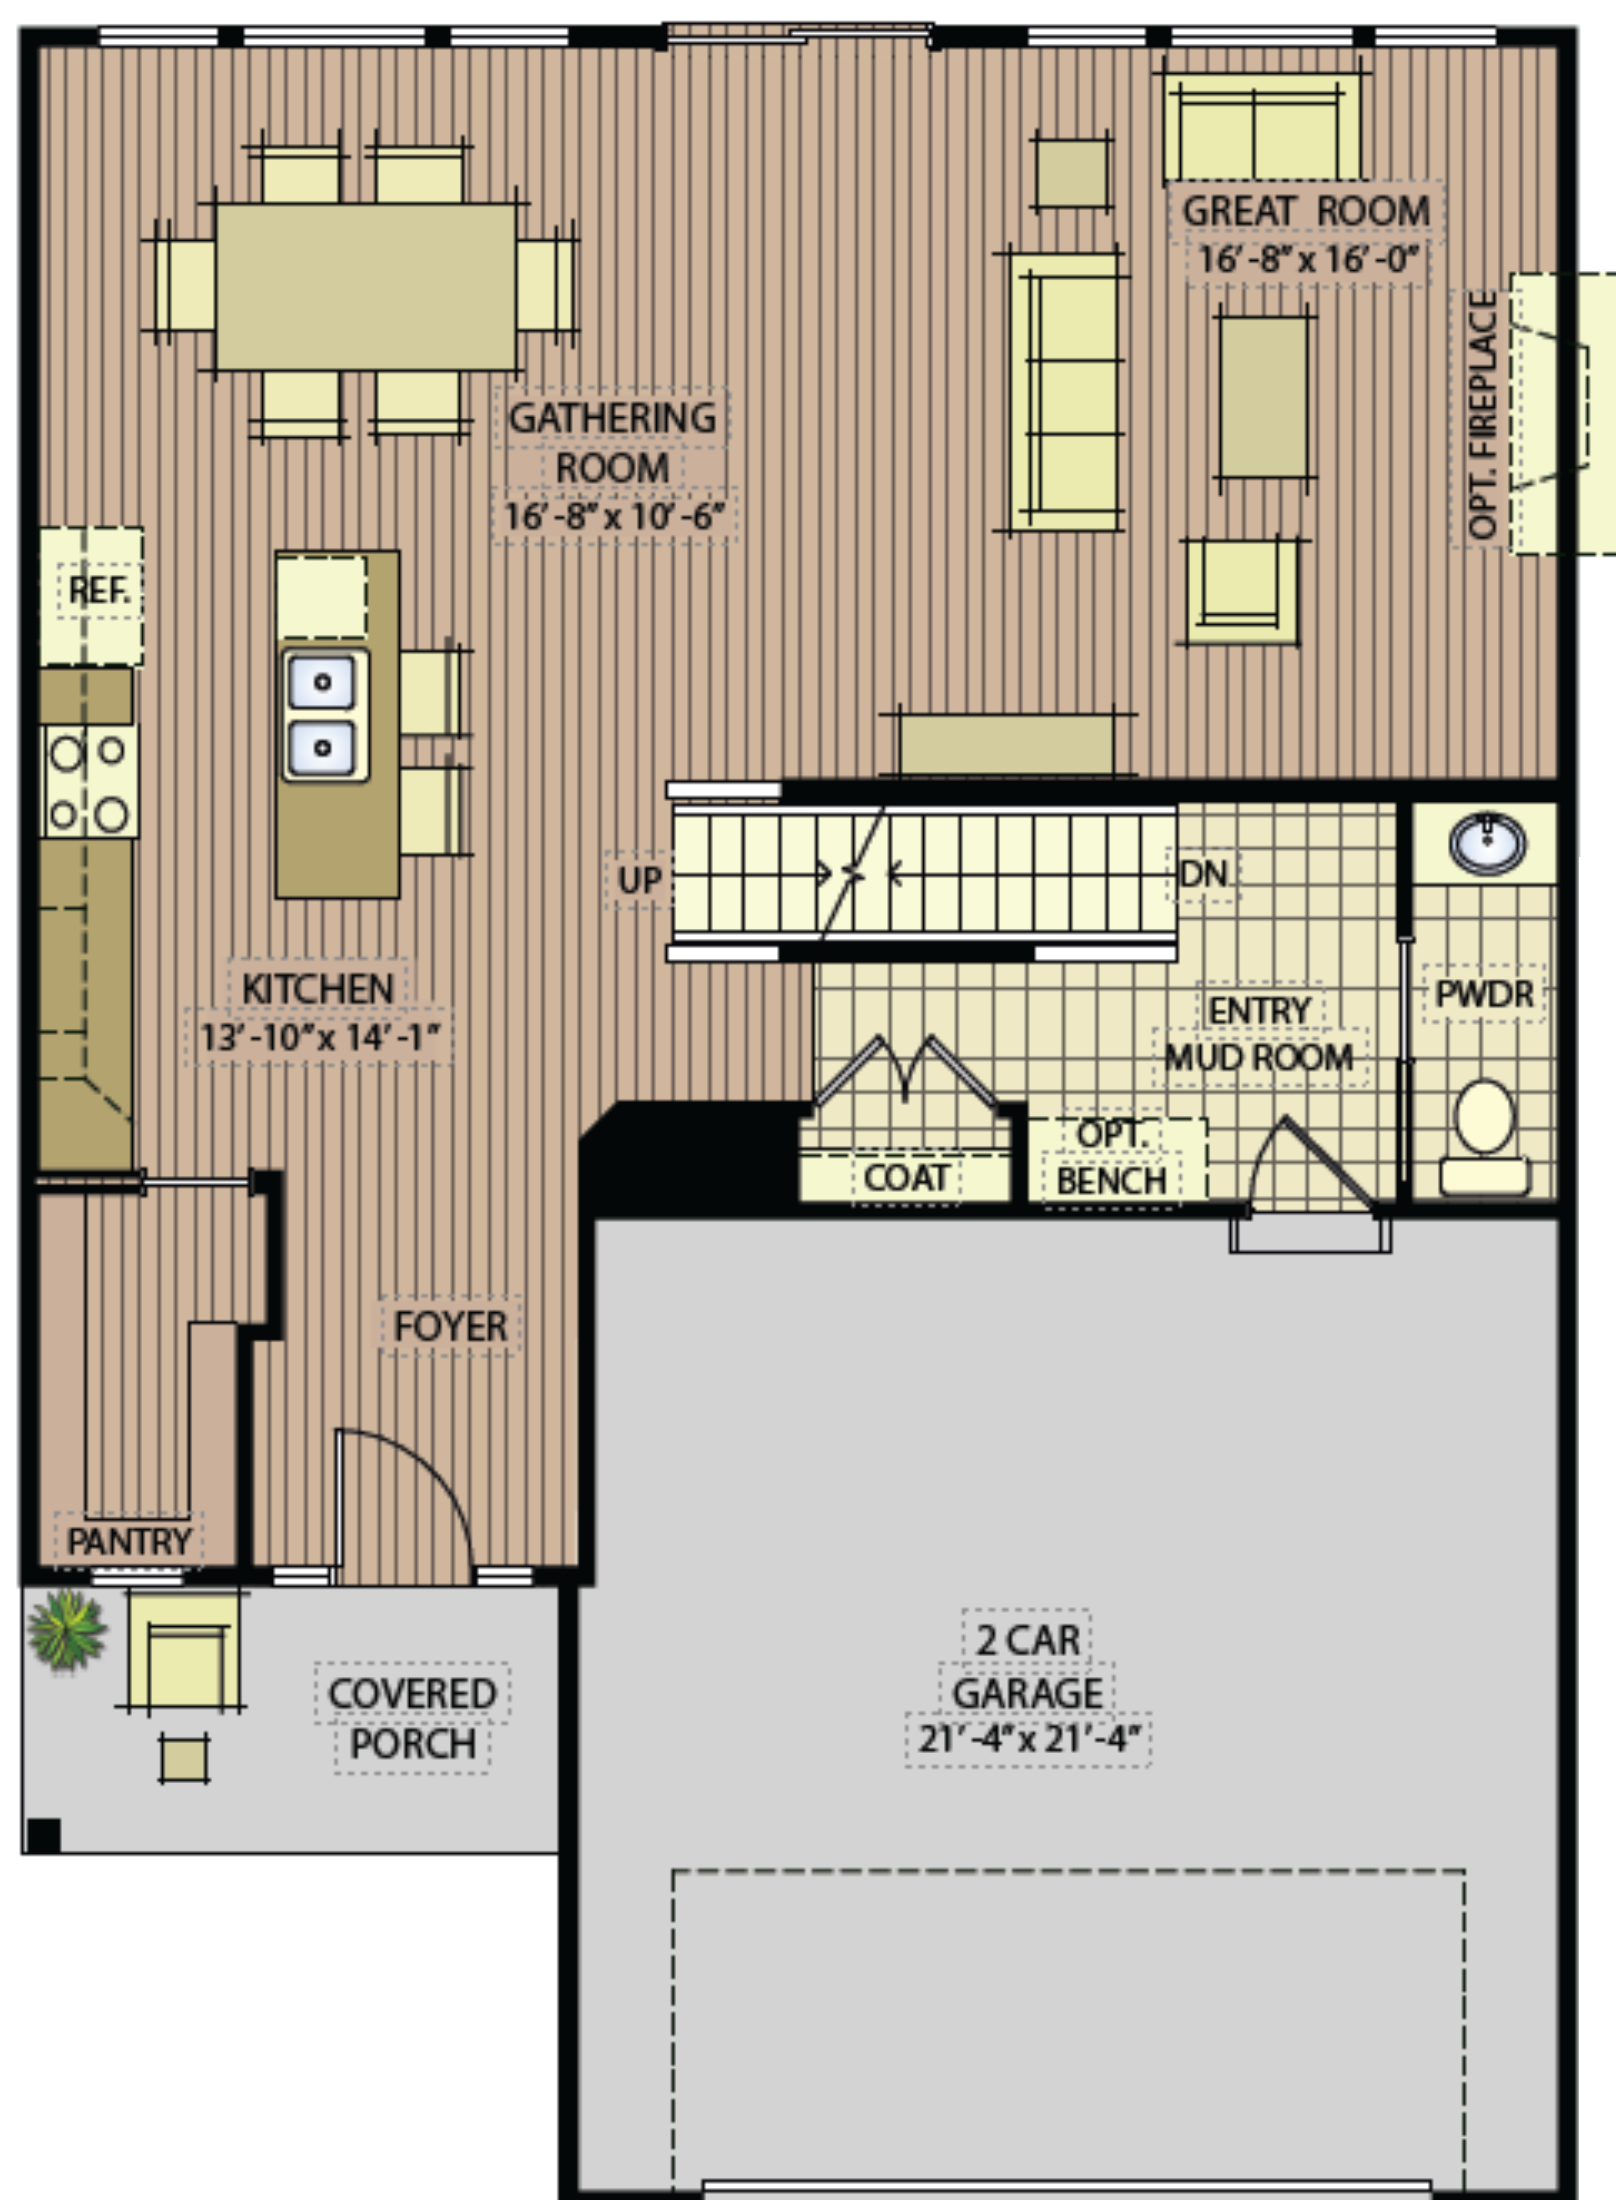 GREAT ROOM
16'-8" x 16'-0"
OPT. FIREPLACE
GATHERING
ROOM
16'-8" x 10'-6"
REF.
UP
DN
KITCHEN
13'-10" x 14'-1"
ENTRY
MUD ROOM
PWDR
OPT.
BENCH
COAT
FOYER
PANTRY
COVERED
PORCH
2 CAR
GARAGE
21'-4" x 21'-4"